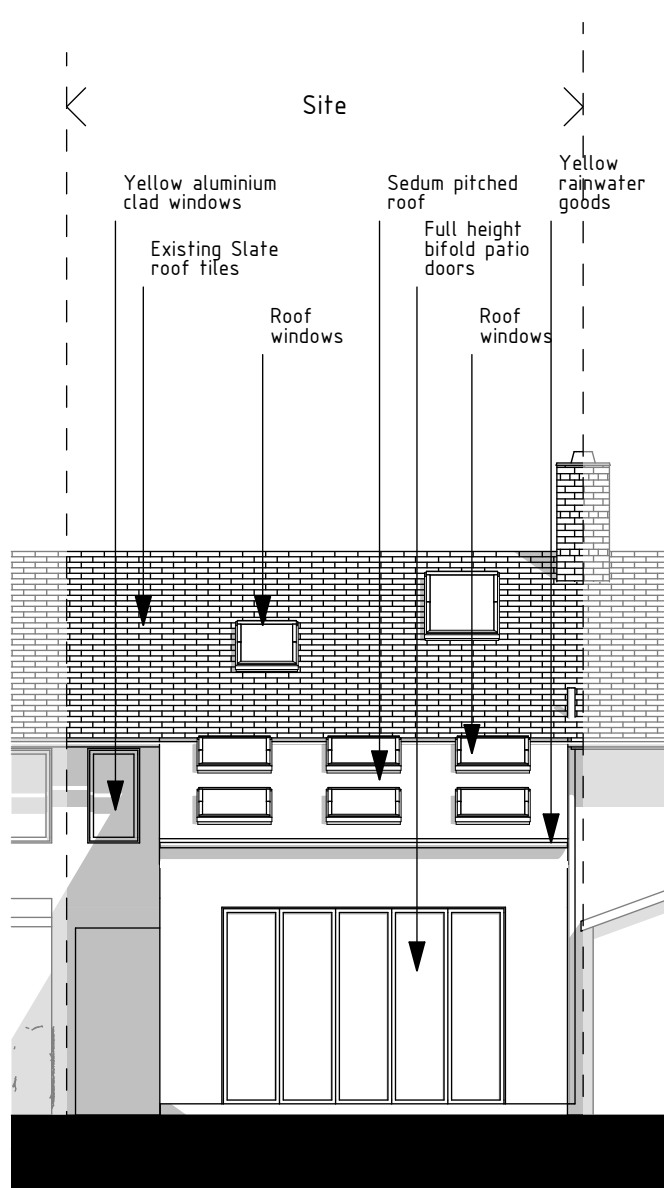 Site
Yellow aluminium
clad windows
Sedum pitched
roof
Yellow
rainwater
goods
Existing Slate
roof tiles
Full height
bifold patio
doors
Roof
windows
Roof
windows